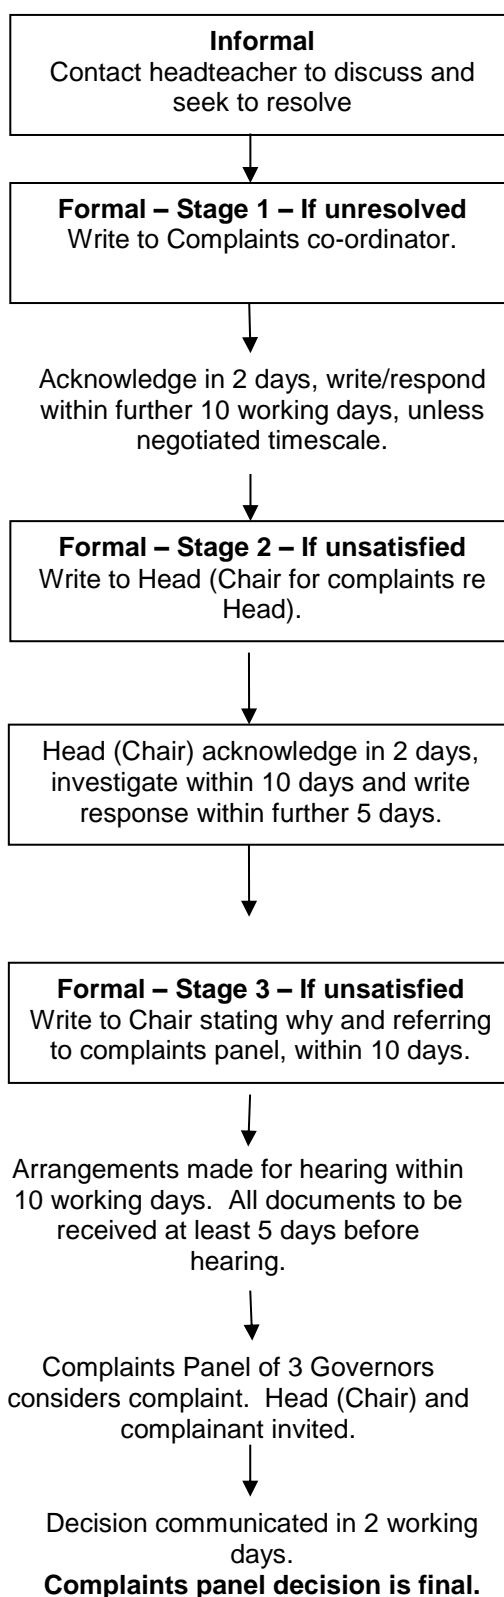 Informal
Contact headteacher to discuss and
seek to resolve
Formal – Stage 1 – If unresolved
Write to Complaints co-ordinator.
Acknowledge in 2 days, write/respond
within further 10 working days, unless
negotiated timescale.
Formal – Stage 2 – If unsatisfied
Write to Head (Chair for complaints re
Head).
Head (Chair) acknowledge in 2 days,
investigate within 10 days and write
response within further 5 days.
Formal – Stage 3 – If unsatisfied
Write to Chair stating why and referring
to complaints panel, within 10 days.
Arrangements made for hearing within
10 working days.  All documents to be
received at least 5 days before
hearing.
Complaints Panel of 3 Governors
considers complaint.  Head (Chair) and
complainant invited.
Decision communicated in 2 working
days.
Complaints panel decision is final.